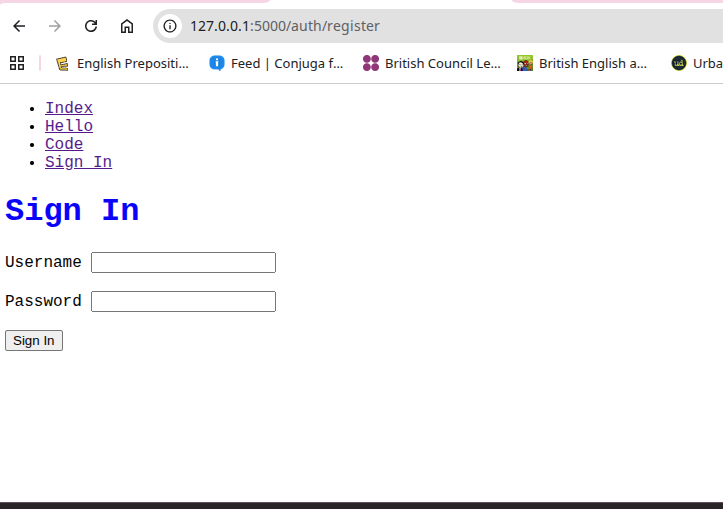 127.0.0.1:5000/auth/register
English Prepositi... Feed | Conjuga f... British Council Le... British English a... Urba
Index
Hello
Code
Sign In
Sign In
Username
Password
Sign In